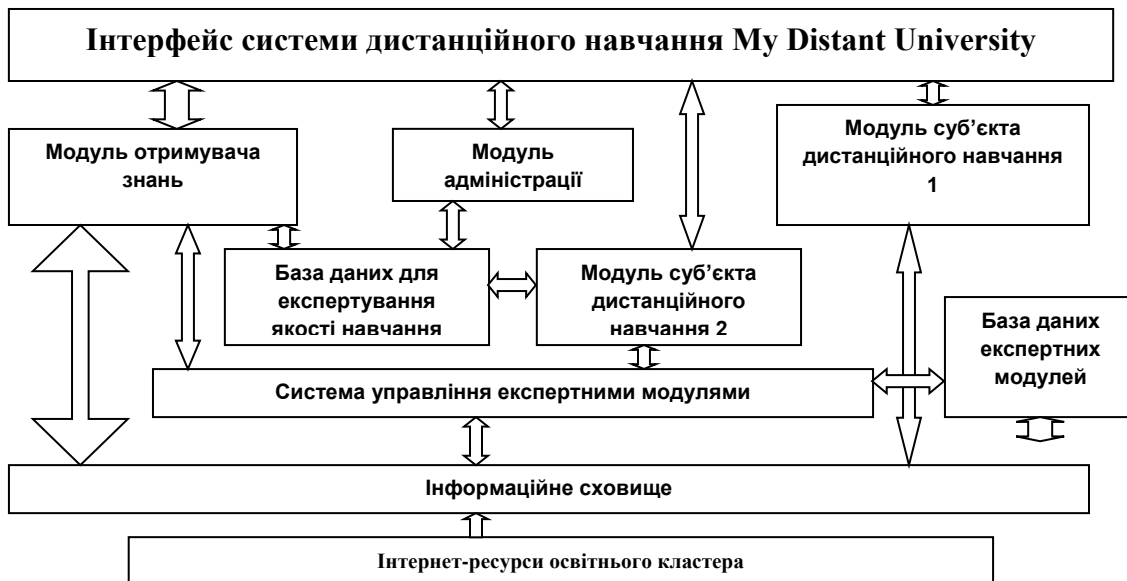 Інтерфейс системи дистанційного навчання My Distant University
Модуль отримувача
знань
Модуль
адміністрації
Модуль суб’єкта
дистанційного навчання
1
База даних для
експертування
якості навчання
Модуль суб’єкта
дистанційного
навчання 2
База даних
експертних
модулей
Система управління експертними модулями
Інформаційне сховище
Інтернет-ресурси освітнього кластера